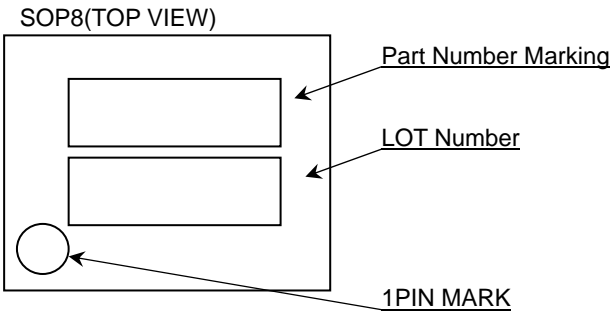 SOP8(TOP VIEW)
Part Number Marking
LOT Number
1PIN MARK